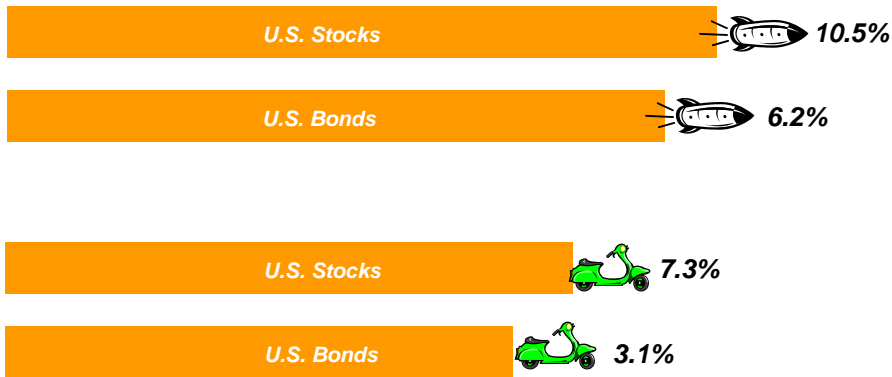 U.S. Stocks 10.5%
U.S. Bonds 6.2%
U.S. Stocks 7.3%
U.S. Bonds 3.1%